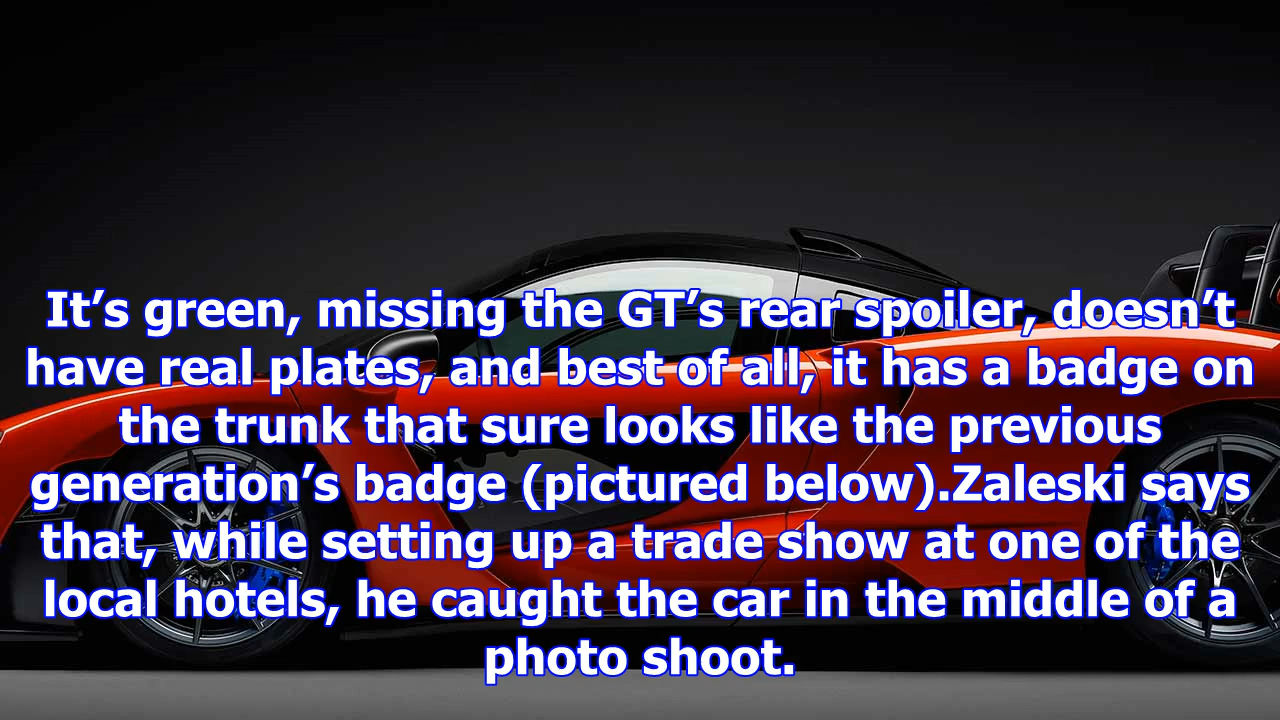 It’s green, missing the GT’s rear spoiler, doesn’t
have real plates, and best of all, it has a badge on
the trunk that sure looks like the previous
generation’s badge (pictured below).Zaleski says
that, while setting up a trade show at one of the
local hotels, he caught the car in the middle of a
photo shoot.